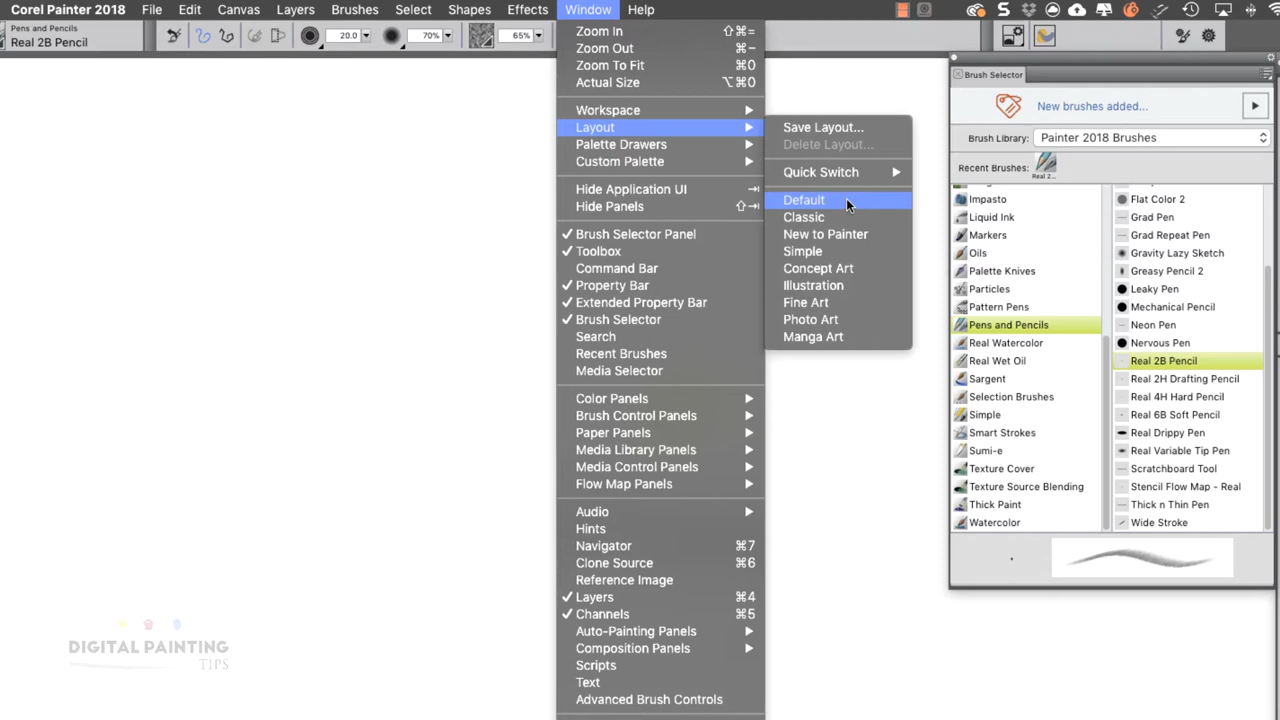 Corel Painter 2018 File Edit Canvas Layers Brushes Select Shapes Effects Window Help
Pens and Pencils
Real 2B Pencil
20.0
70%
65%
Zoom In ⇧⌘=
Zoom Out ⌘−
Zoom To Fit ⌘0
Actual Size ⌥⌘0
Workspace
Layout
Palette Drawers
Custom Palette
Hide Application UI ⇥
Hide Panels ⇧⇥
✓ Brush Selector Panel
✓ Toolbox
Command Bar
✓ Property Bar
✓ Extended Property Bar
✓ Brush Selector
Search
Recent Brushes
Media Selector
Color Panels
Brush Control Panels
Paper Panels
Media Library Panels
Media Control Panels
Flow Map Panels
Audio
Hints
Navigator ⌘7
Clone Source ⌘6
Reference Image
✓ Layers ⌘4
✓ Channels ⌘5
Auto-Painting Panels
Composition Panels
Scripts
Text
Advanced Brush Controls
Save Layout...
Delete Layout...
Quick Switch
Default
Classic
New to Painter
Simple
Concept Art
Illustration
Fine Art
Photo Art
Manga Art
Brush Selector
New brushes added...
Brush Library: Painter 2018 Brushes
Recent Brushes:
Real 2...
Impasto
Liquid Ink
Markers
Oils
Palette Knives
Particles
Pattern Pens
Pens and Pencils
Real Watercolor
Real Wet Oil
Sargent
Selection Brushes
Simple
Smart Strokes
Sumi-e
Texture Cover
Texture Source Blending
Thick Paint
Watercolor
Flat Color 2
Grad Pen
Grad Repeat Pen
Gravity Lazy Sketch
Greasy Pencil 2
Leaky Pen
Mechanical Pencil
Neon Pen
Nervous Pen
Real 2B Pencil
Real 2H Drafting Pencil
Real 4H Hard Pencil
Real 6B Soft Pencil
Real Drippy Pen
Real Variable Tip Pen
Scratchboard Tool
Stencil Flow Map - Real
Thick n Thin Pen
Wide Stroke
DIGITAL PAINTING
TIPS